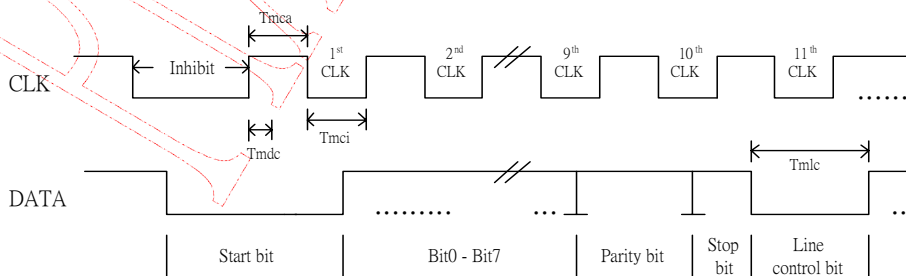 Tmca
1st CLK
2nd CLK
9th CLK
10th CLK
11th CLK
Inhibit
CLK
......
Tmdc
Tmci
Tmlc
DATA
.........
...
..
Start bit
Bit0 - Bit7
Parity bit
Stop bit
Line control bit